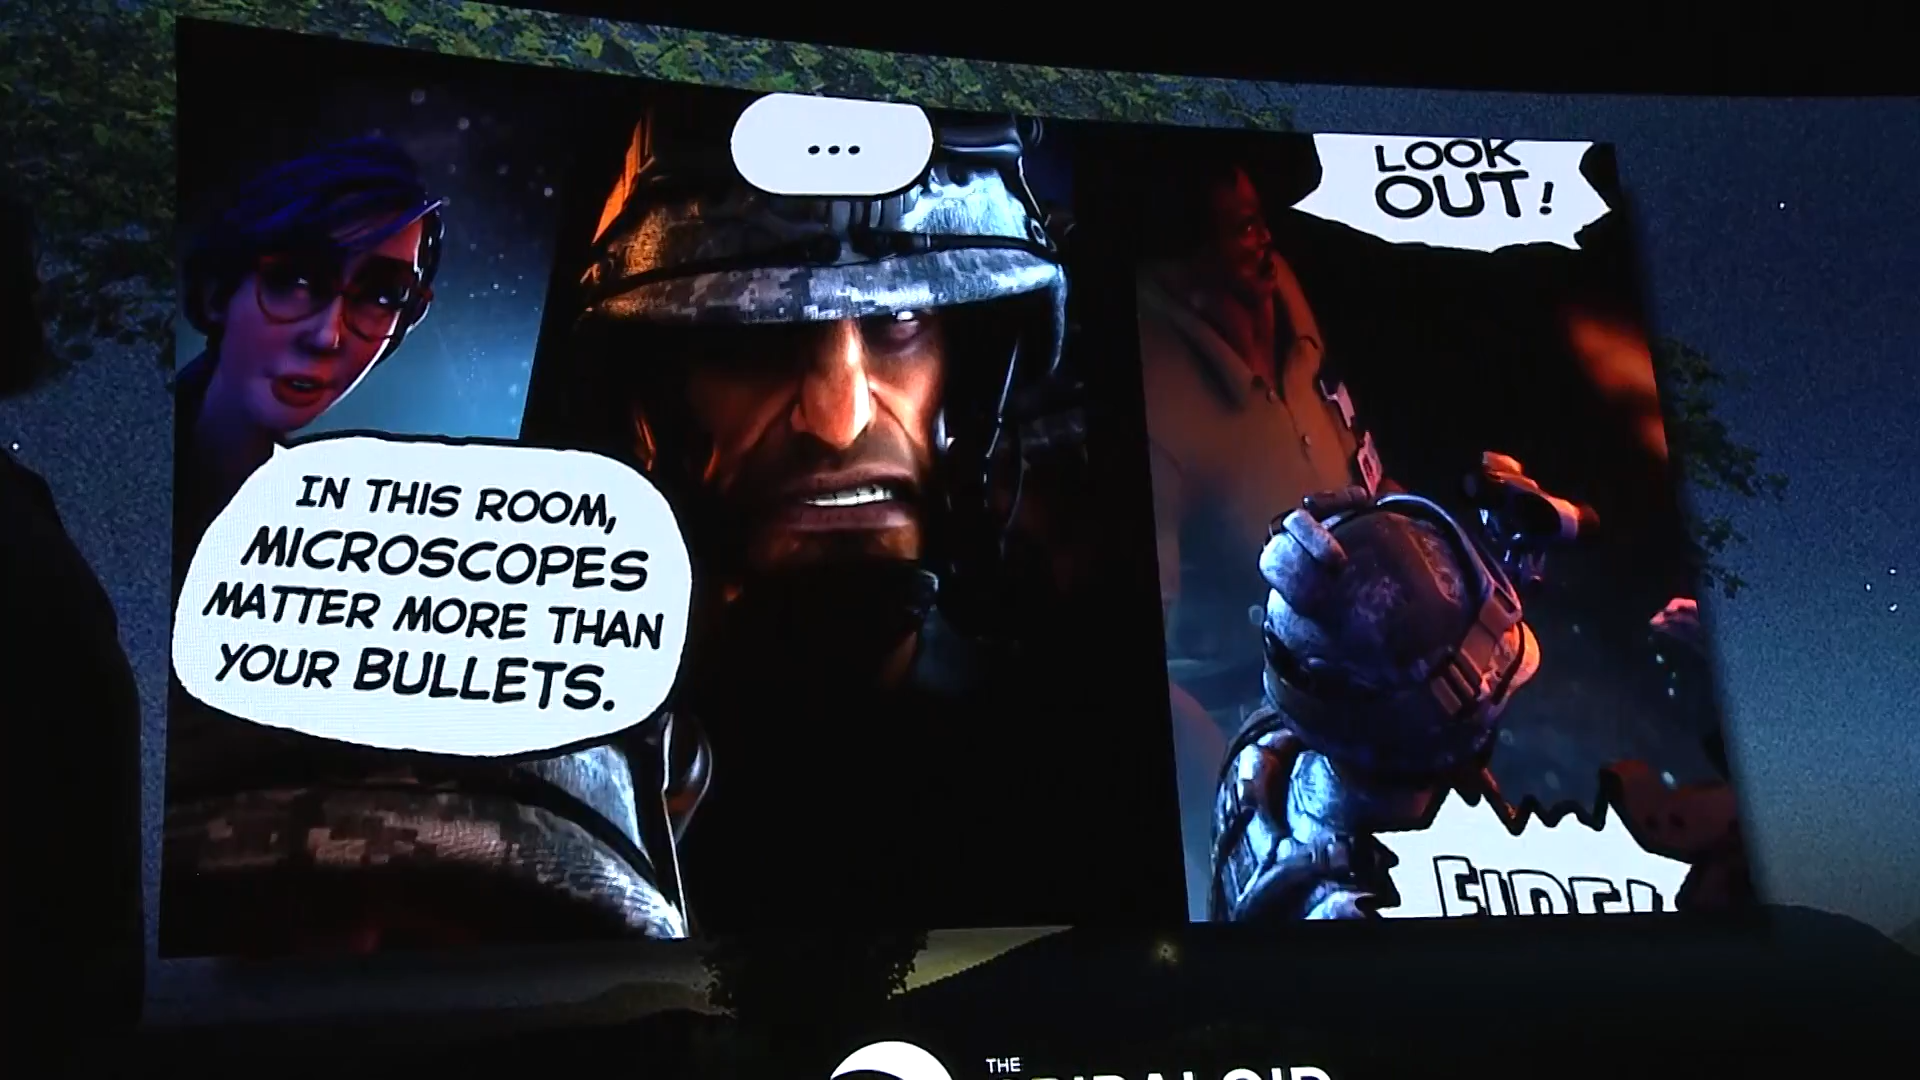 ...
LOOK
OUT!
IN THIS ROOM,
MICROSCOPES
MATTER MORE THAN
YOUR BULLETS.
THE